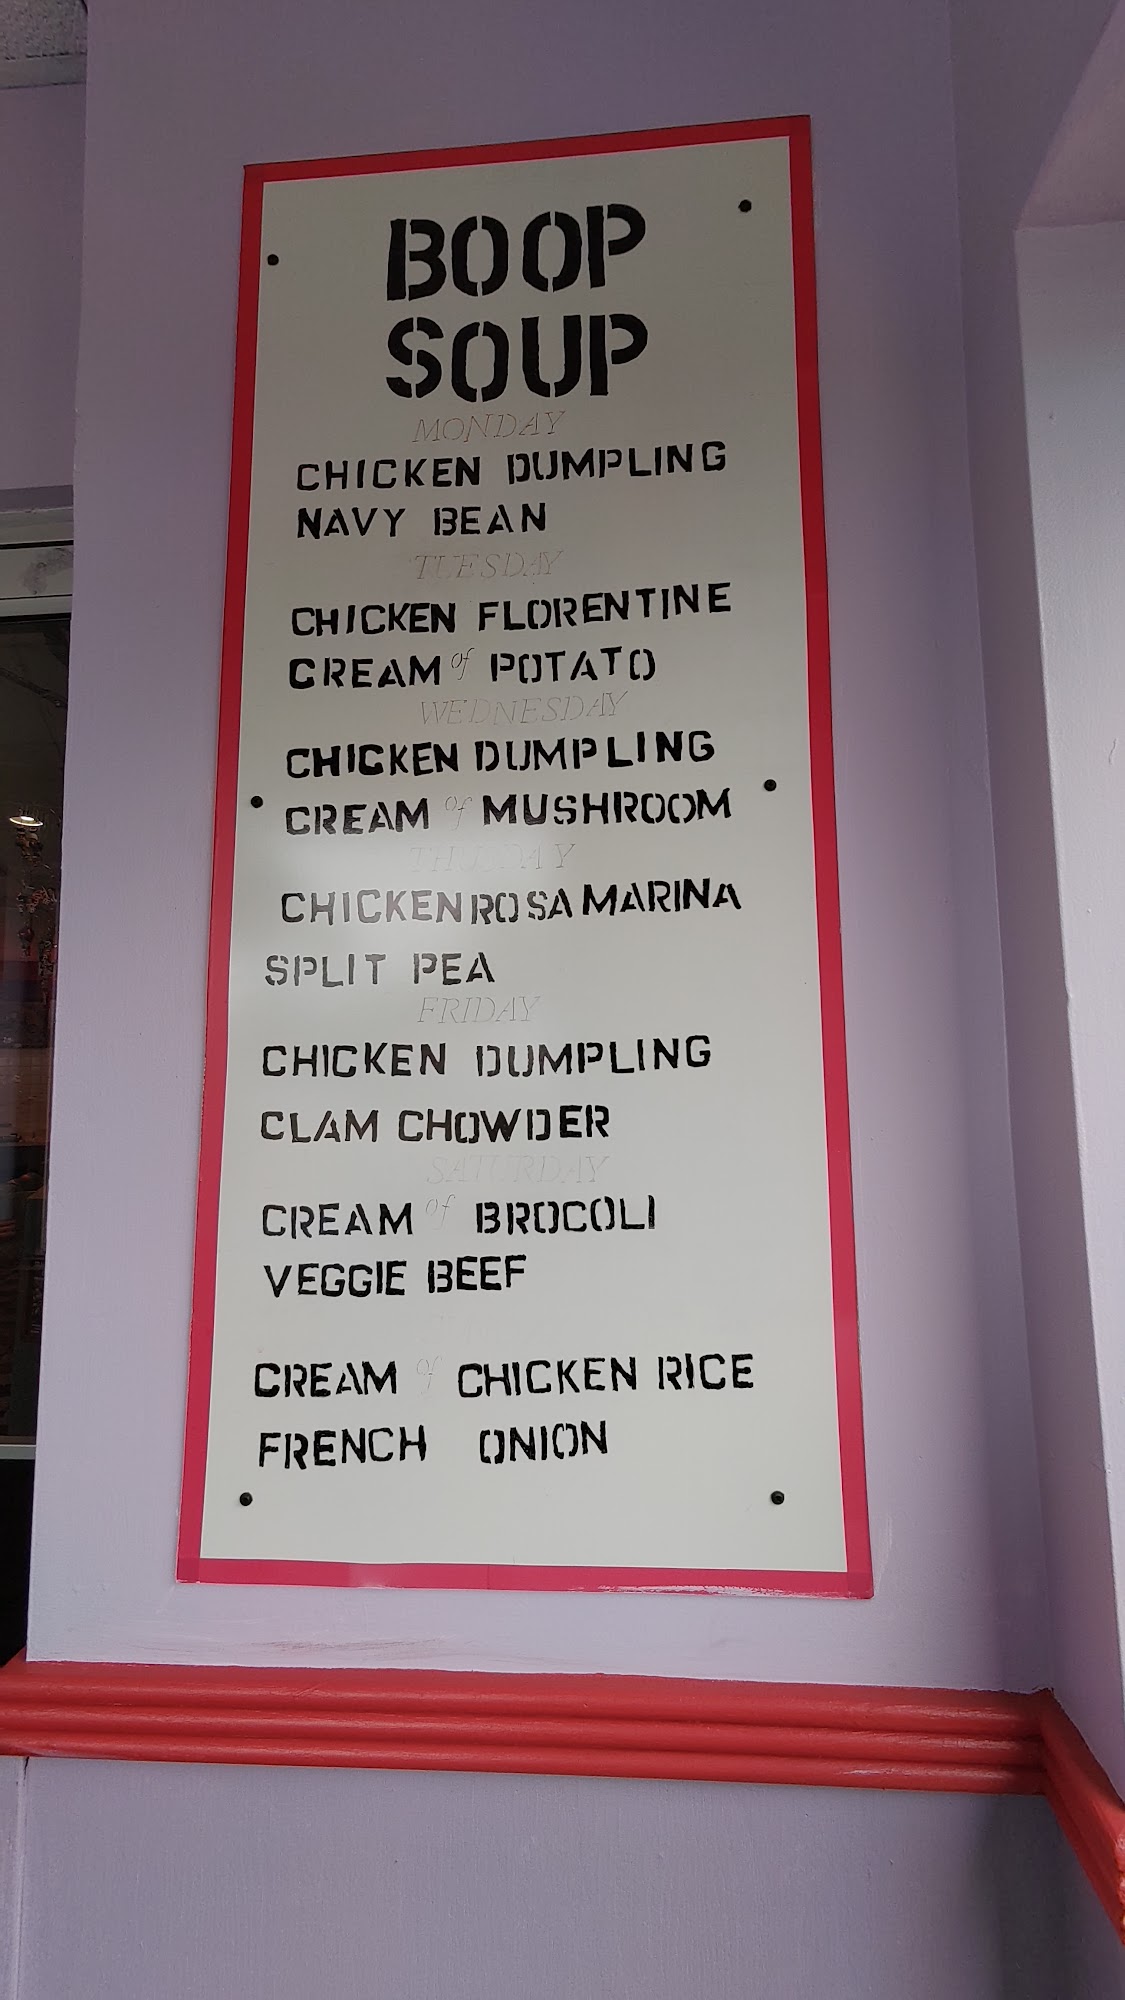 BOOP
SOUP
MONDAY
CHICKEN DUMPLING
NAVY BEAN
TUESDAY
CHICKEN FLORENTINE
CREAM of POTATO
WEDNESDAY
CHICKEN DUMPLING
CREAM of MUSHROOM
THUSDAY
CHICKEN ROSAMARINA
SPLIT PEA
FRIDAY
CHICKEN DUMPLING
CLAM CHOWDER
SATURDAY
CREAM of BROCOLI
VEGGIE BEEF
CREAM of CHICKEN RICE
FRENCH ONION